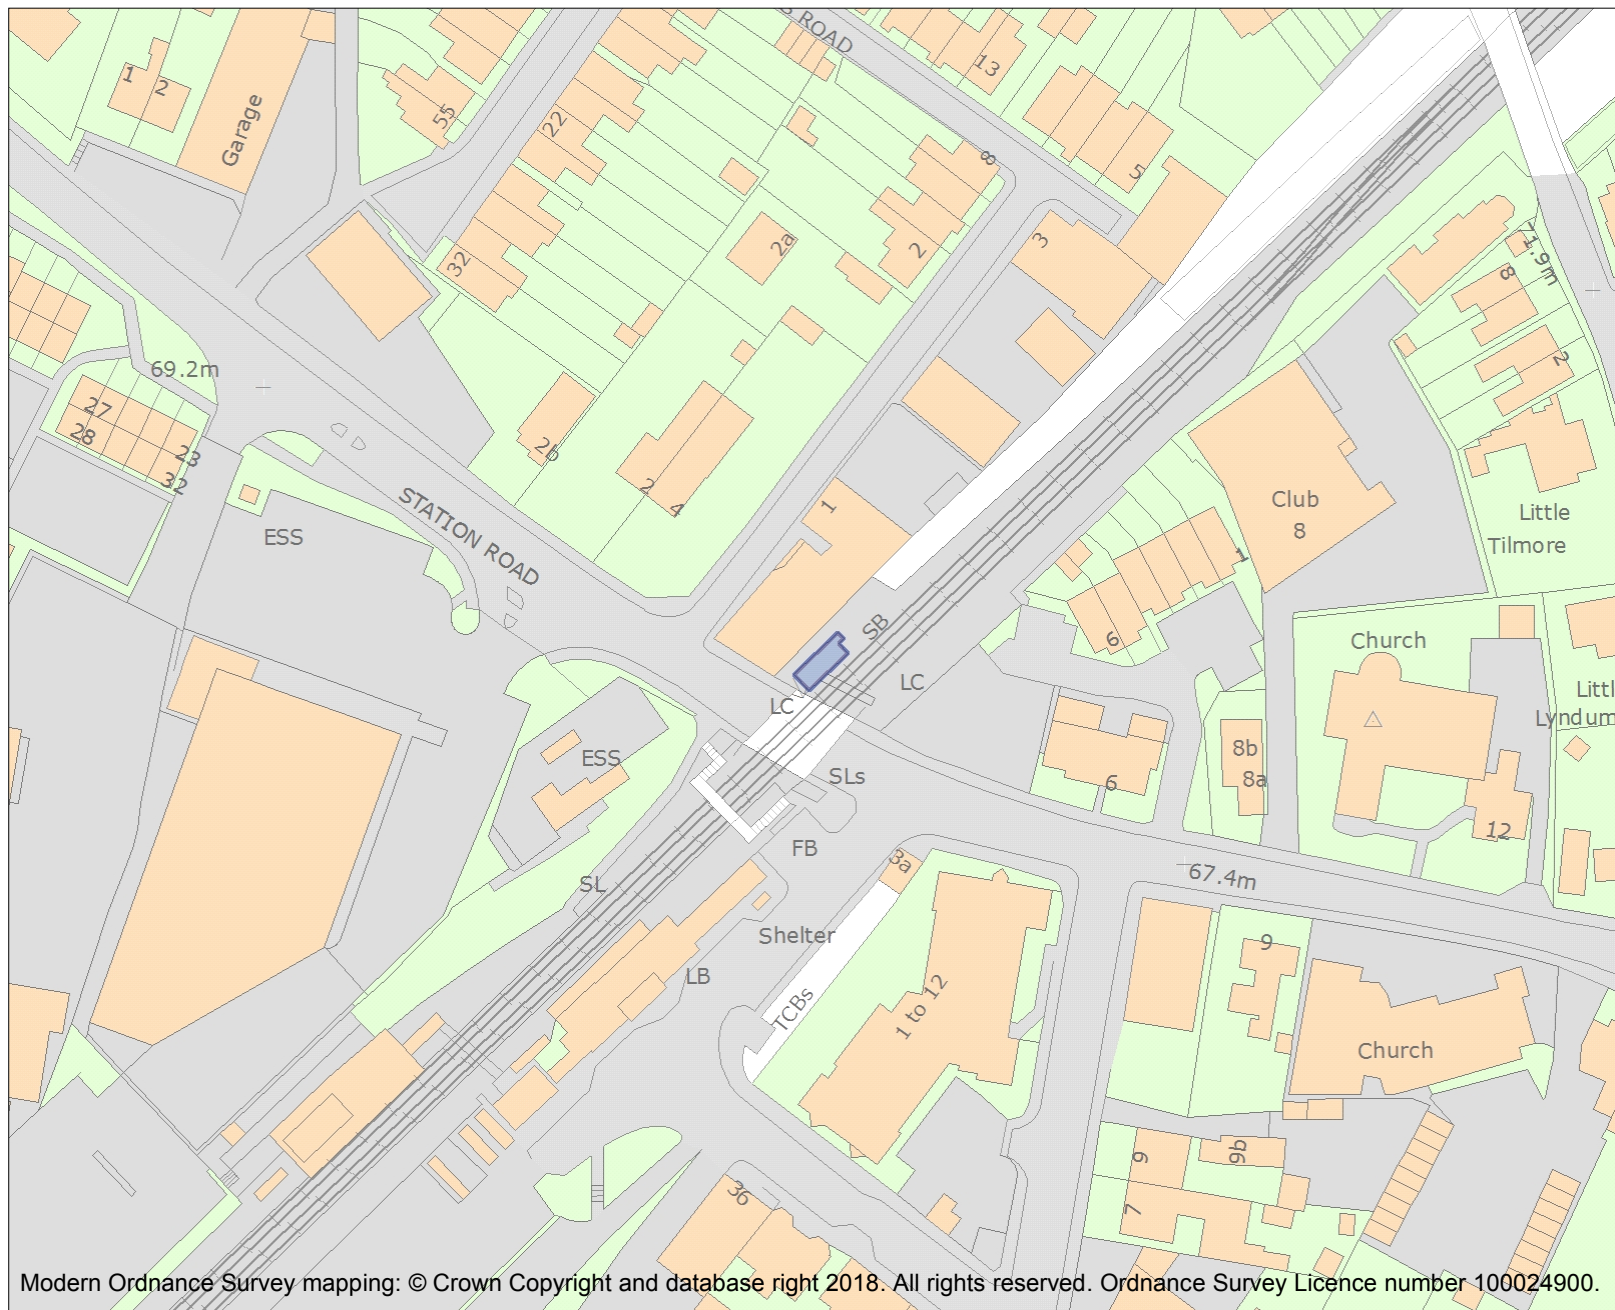 S ROAD
13
1
2
Garage
55
22
8
5
2a
2
3
32
71.9m
8
2
69.2m
27
28
23
32
2b
2
4
1
STATION ROAD
ESS
Club
8
Little
Tilmore
1
6
SB
Church
LC
LC
Littl
Lyndum
ESS
SLs
6
8b
8a
12
FB
3a
67.4m
SL
Shelter
LB
TCBs
1 to 12
9
Church
9
9b
7
36
Modern Ordnance Survey mapping: © Crown Copyright and database right 2018. All rights reserved. Ordnance Survey Licence number 100024900.